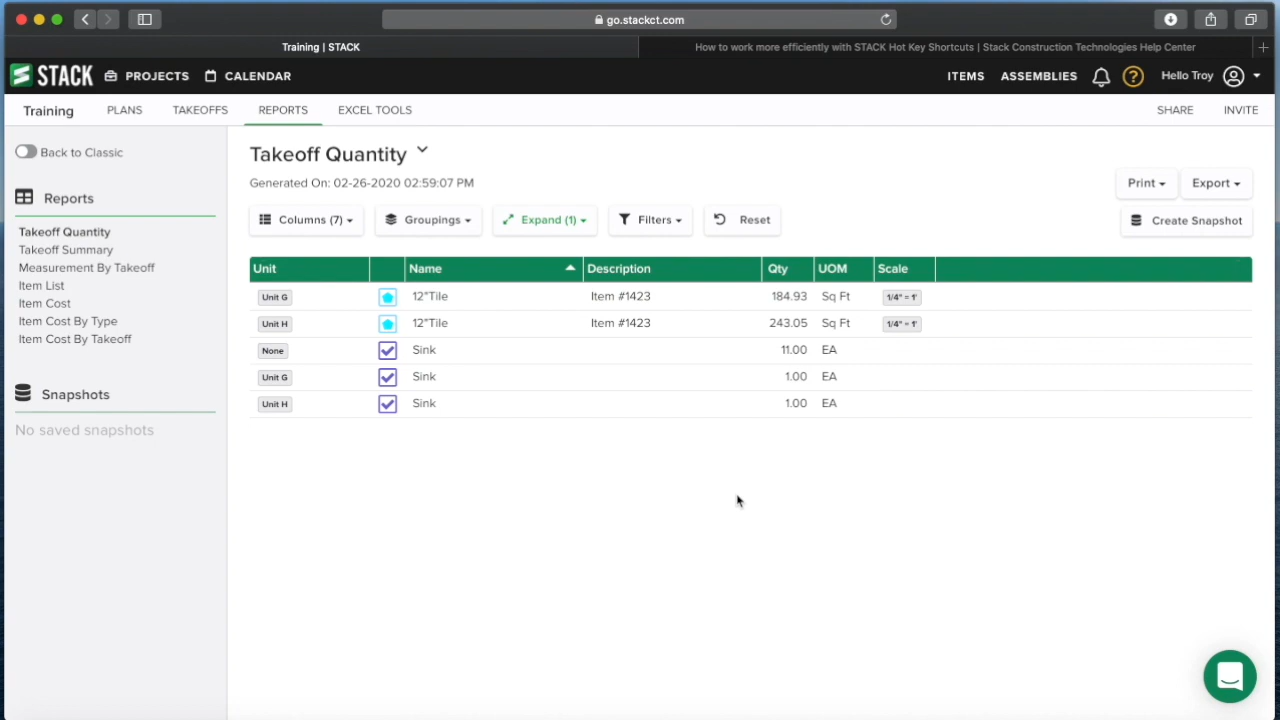 go.stackct.com
Training | STACK
How to work more efficiently with STACK Hot Key Shortcuts | Stack Construction Technologies Help Center
STACK PROJECTS CALENDAR ITEMS ASSEMBLIES ? Hello Troy
Training PLANS TAKEOFFS REPORTS EXCEL TOOLS SHARE INVITE
Back to Classic
Reports
Takeoff Quantity
Takeoff Summary
Measurement By Takeoff
Item List
Item Cost
Item Cost By Type
Item Cost By Takeoff
Snapshots
No saved snapshots
Takeoff Quantity
Generated On: 02-26-2020 02:59:07 PM
Print Export
Columns (7) Groupings Expand (1) Filters Reset Create Snapshot
Unit Name Description Qty UOM Scale
Unit G 12"Tile Item #1423 184.93 Sq Ft 1/4" = 1'
Unit H 12"Tile Item #1423 243.05 Sq Ft 1/4" = 1'
None Sink 11.00 EA
Unit G Sink 1.00 EA
Unit H Sink 1.00 EA